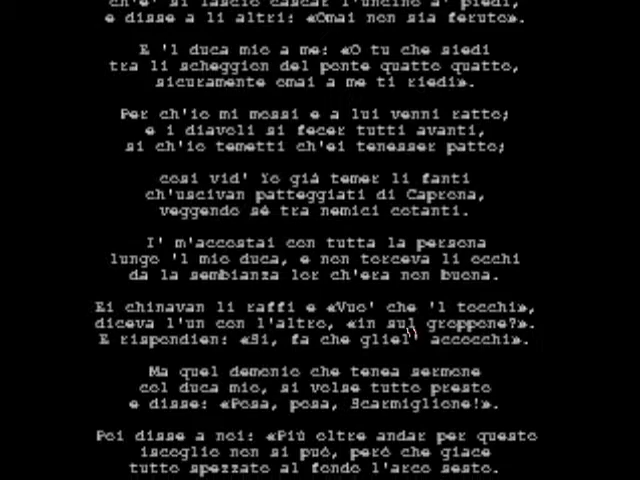 ch'e' si lasciò cascar l'uncino a' piedi,
e disse a li altri: «Omai non sia feruto».
E 'l duca mio a me: «O tu che siedi
tra li scheggion del ponte quatto quatto,
sicuramente omai a me ti riedi».
Per ch'io mi mossi e a lui venni ratto;
e i diavoli si fecer tutti avanti,
sì ch'io temetti ch'ei tenesser patto;
così vid' ïo già temer li fanti
ch'uscivan patteggiati di Caprona,
veggendo sé tra nemici cotanti.
I' m'accostai con tutta la persona
lungo 'l mio duca, e non torceva li occhi
da la sembianza lor ch'era non buona.
Ei chinavan li raffi e «Vuo' che 'l tocchi»,
diceva l'un con l'altro, «in sul groppone?».
E rispondien: «Sì, fa che gliel' accocchi».
Ma quel demonio che tenea sermone
col duca mio, si volse tutto presto
e disse: «Posa, posa, Scarmiglione!».
Poi disse a noi: «Più oltre andar per questo
iscoglio non si può, però che giace
tutto spezzato al fondo l'arco sesto.